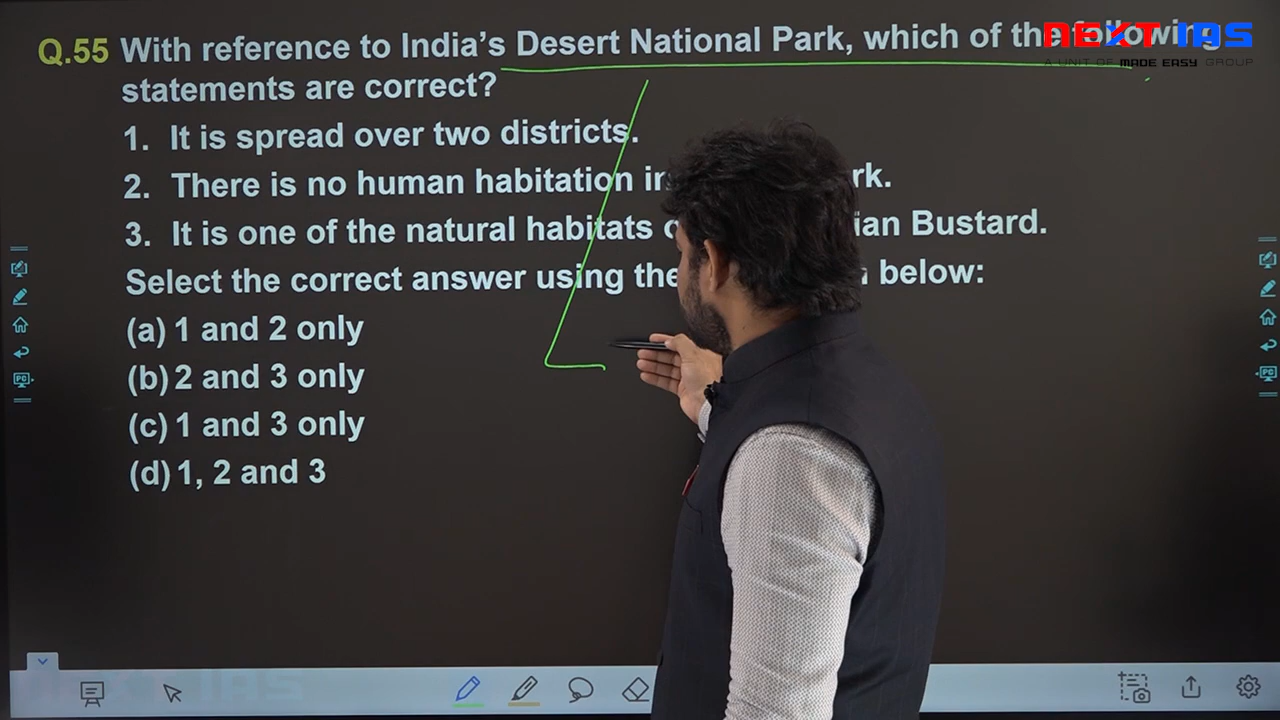 NEXT IAS
A UNIT OF MADE EASY GROUP
Q.55 With reference to India's Desert National Park, which of the following
statements are correct?
1. It is spread over two districts.
2. There is no human habitation in rk.
3. It is one of the natural habitats ian Bustard.
Select the correct answer using the below:
(a) 1 and 2 only
(b) 2 and 3 only
(c) 1 and 3 only
(d) 1, 2 and 3
NEXT IAS